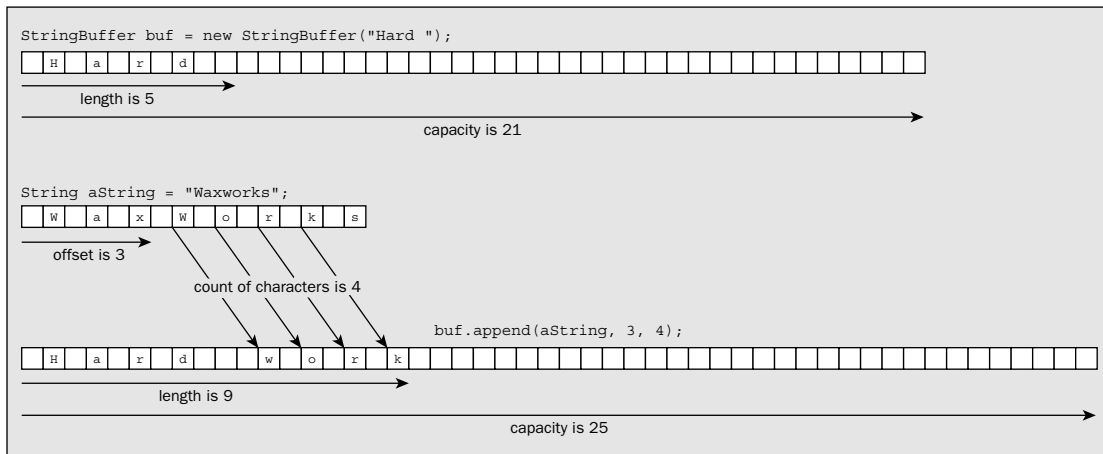 StringBuffer buf = new StringBuffer("Hard ");
H a r d
length is 5
capacity is 21
String aString = "Waxworks";
W a x W o r k s
offset is 3
count of characters is 4
buf.append(aString, 3, 4);
H a r d w o r k
length is 9
capacity is 25